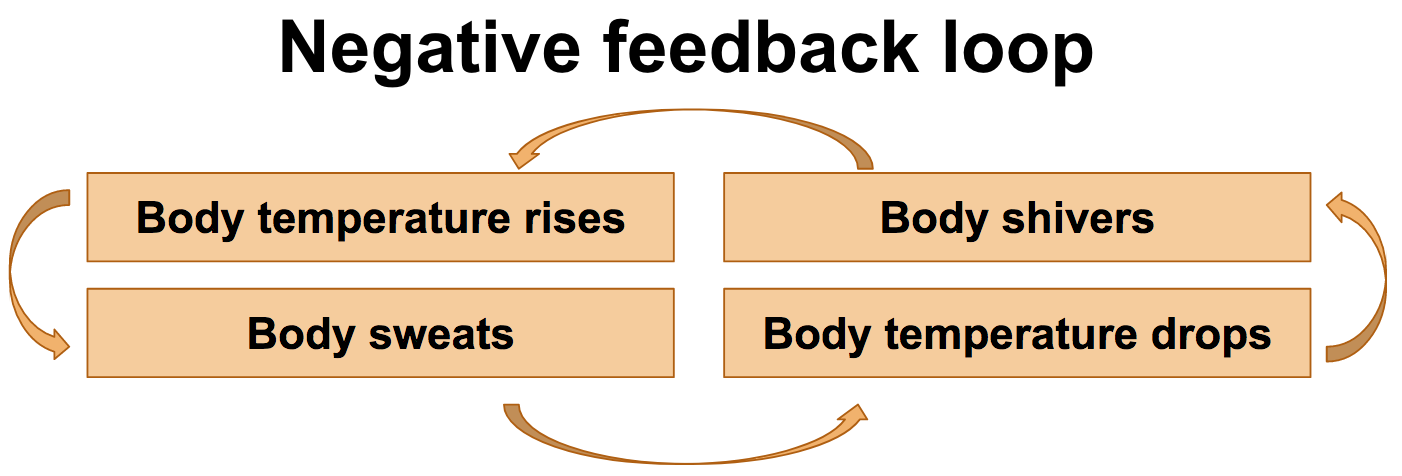 Negative feedback loop
Body temperature rises
Body shivers
Body sweats
Body temperature drops